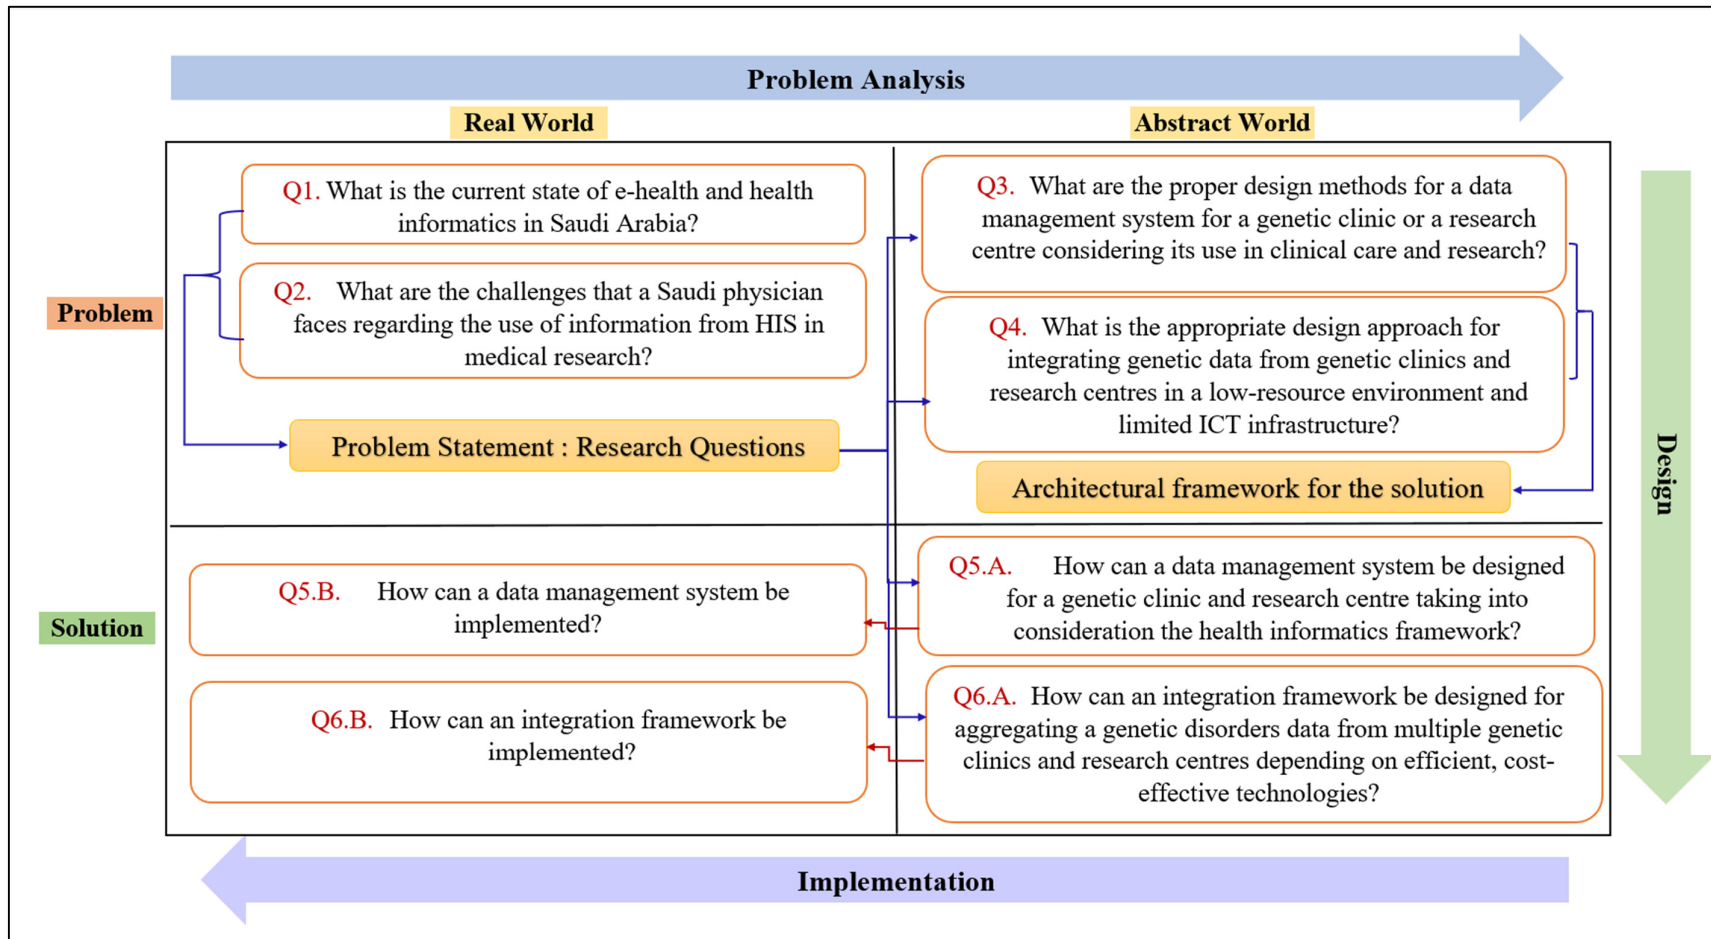 Problem Analysis
Real World
Abstract World
Problem
Q1. What is the current state of e-health and health
informatics in Saudi Arabia?
Q2. What are the challenges that a Saudi physician
faces regarding the use of information from HIS in
medical research?
Problem Statement : Research Questions
Q3. What are the proper design methods for a data
management system for a genetic clinic or a research
centre considering its use in clinical care and research?
Q4. What is the appropriate design approach for
integrating genetic data from genetic clinics and
research centres in a low-resource environment and
limited ICT infrastructure?
Architectural framework for the solution
Design
Solution
Q5.B. How can a data management system be
implemented?
Q6.B. How can an integration framework be
implemented?
Q5.A. How can a data management system be designed
for a genetic clinic and research centre taking into
consideration the health informatics framework?
Q6.A. How can an integration framework be designed for
aggregating a genetic disorders data from multiple genetic
clinics and research centres depending on efficient, cost-
effective technologies?
Implementation